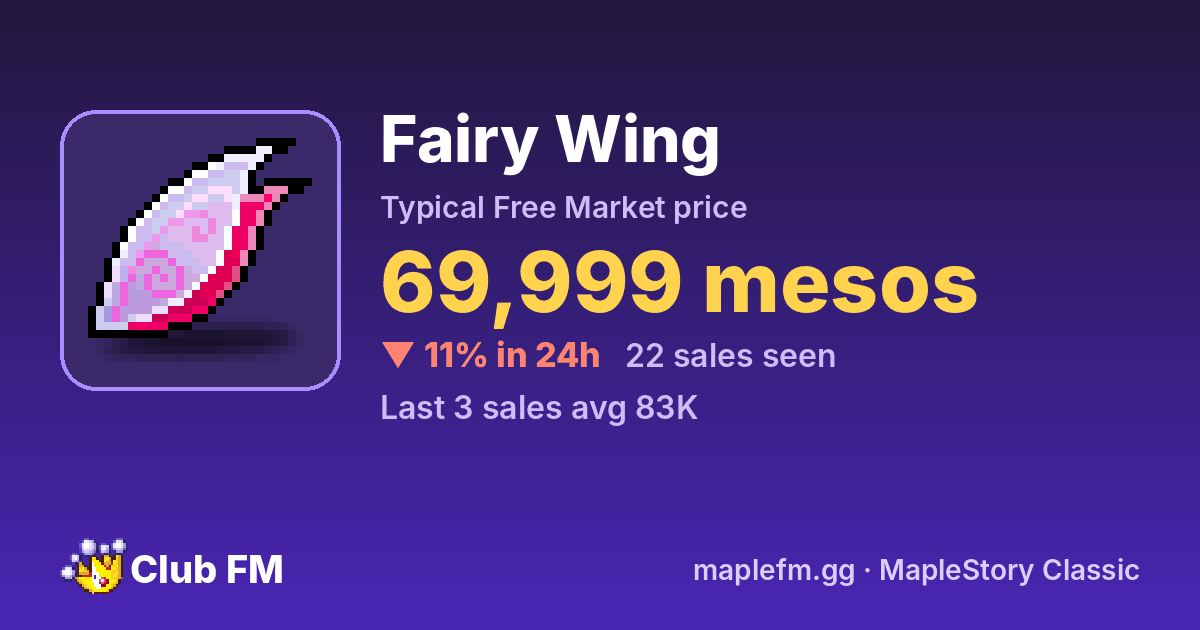 Fairy Wing
Typical Free Market price
69,999 mesos
▼ 11% in 24h 22 sales seen
Last 3 sales avg 83K
Club FM
maplefm.gg · MapleStory Classic